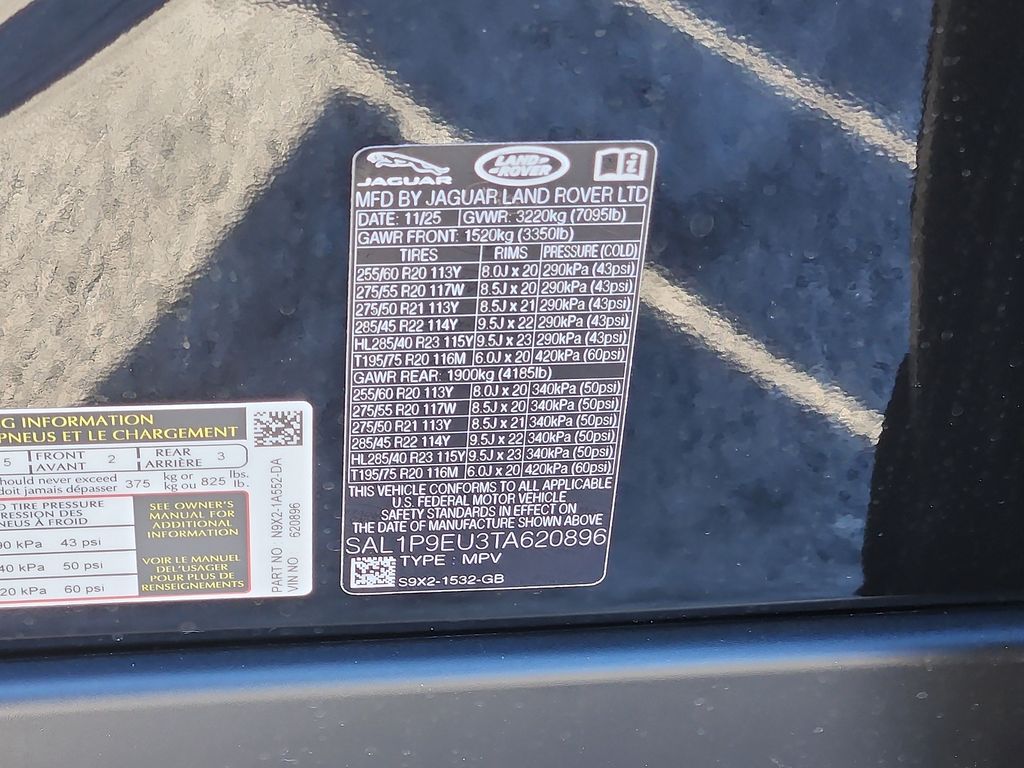 JAGUAR
LAND ROVER
i
MFD BY JAGUAR LAND ROVER LTD
DATE: 11/25 GVWR: 3220kg (7095lb)
GAWR FRONT: 1520kg (3350lb)
TIRES RIMS PRESSURE (COLD)
255/60 R20 113Y 8.0J x 20 290kPa (43psi)
275/55 R20 117W 8.5J x 20 290kPa (43psi)
275/50 R21 113Y 8.5J x 21 290kPa (43psi)
285/45 R22 114Y 9.5J x 22 290kPa (43psi)
HL285/40 R23 115Y 9.5J x 23 290kPa (43psi)
T195/75 R20 116M 6.0J x 20 420kPa (60psi)
GAWR REAR: 1900kg (4185lb)
255/60 R20 113Y 8.0J x 20 340kPa (50psi)
275/55 R20 117W 8.5J x 20 340kPa (50psi)
275/50 R21 113Y 8.5J x 21 340kPa (50psi)
285/45 R22 114Y 9.5J x 22 340kPa (50psi)
HL285/40 R23 115Y 9.5J x 23 340kPa (50psi)
T195/75 R20 116M 6.0J x 20 420kPa (60psi)
THIS VEHICLE CONFORMS TO ALL APPLICABLE
U.S FEDERAL MOTOR VEHICLE
SAFETY STANDARDS IN EFFECT ON
THE DATE OF MANUFACTURE SHOWN ABOVE
SAL1P9EU3TA620896
TYPE : MPV
S9X2-1532-GB
G INFORMATION
PNEUS ET LE CHARGEMENT
5 FRONT AVANT 2 REAR ARRIÈRE 3
should never exceed 375 kg or 825 lbs.
doit jamais dépasser kg ou lb.
TIRE PRESSURE
PRESSION DES
PNEUS À FROID
90 kPa 43 psi
40 kPa 50 psi
20 kPa 60 psi
SEE OWNER'S
MANUAL FOR
ADDITIONAL
INFORMATION
VOIR LE MANUEL
DE L'USAGER
POUR PLUS DE
RENSEIGNEMENTS
PART NO N9X2-1A552-DA
VIN NO 620896